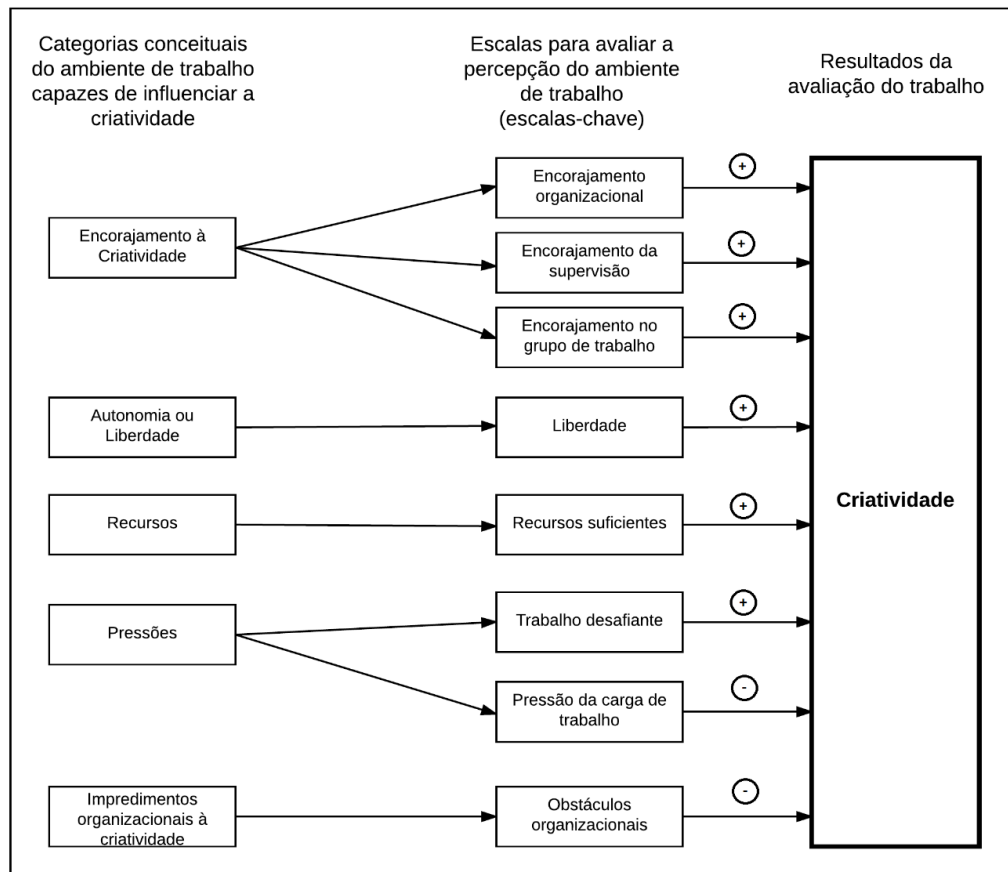 Categorias conceituais
do ambiente de trabalho
capazes de influenciar a
criatividade
Escalas para avaliar a
percepção do ambiente
de trabalho
(escalas-chave)
Resultados da
avaliação do trabalho
Encorajamento à
Criatividade
Encorajamento
organizacional
+
Encorajamento da
supervisão
+
Encorajamento no
grupo de trabalho
+
Autonomia ou
Liberdade
Liberdade
+
Criatividade
Recursos
Recursos suficientes
+
Pressões
Trabalho desafiante
+
Pressão da carga de
trabalho
-
Impredimentos
organizacionais à
criatividade
Obstáculos
organizacionais
-